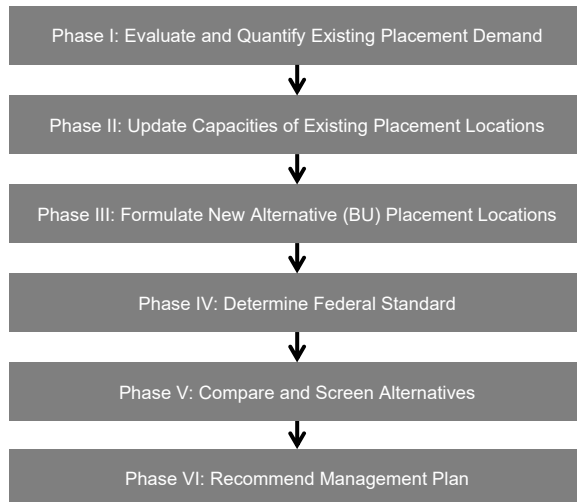 Phase I: Evaluate and Quantify Existing Placement Demand
Phase II: Update Capacities of Existing Placement Locations
Phase III: Formulate New Alternative (BU) Placement Locations
Phase IV: Determine Federal Standard
Phase V: Compare and Screen Alternatives
Phase VI: Recommend Management Plan